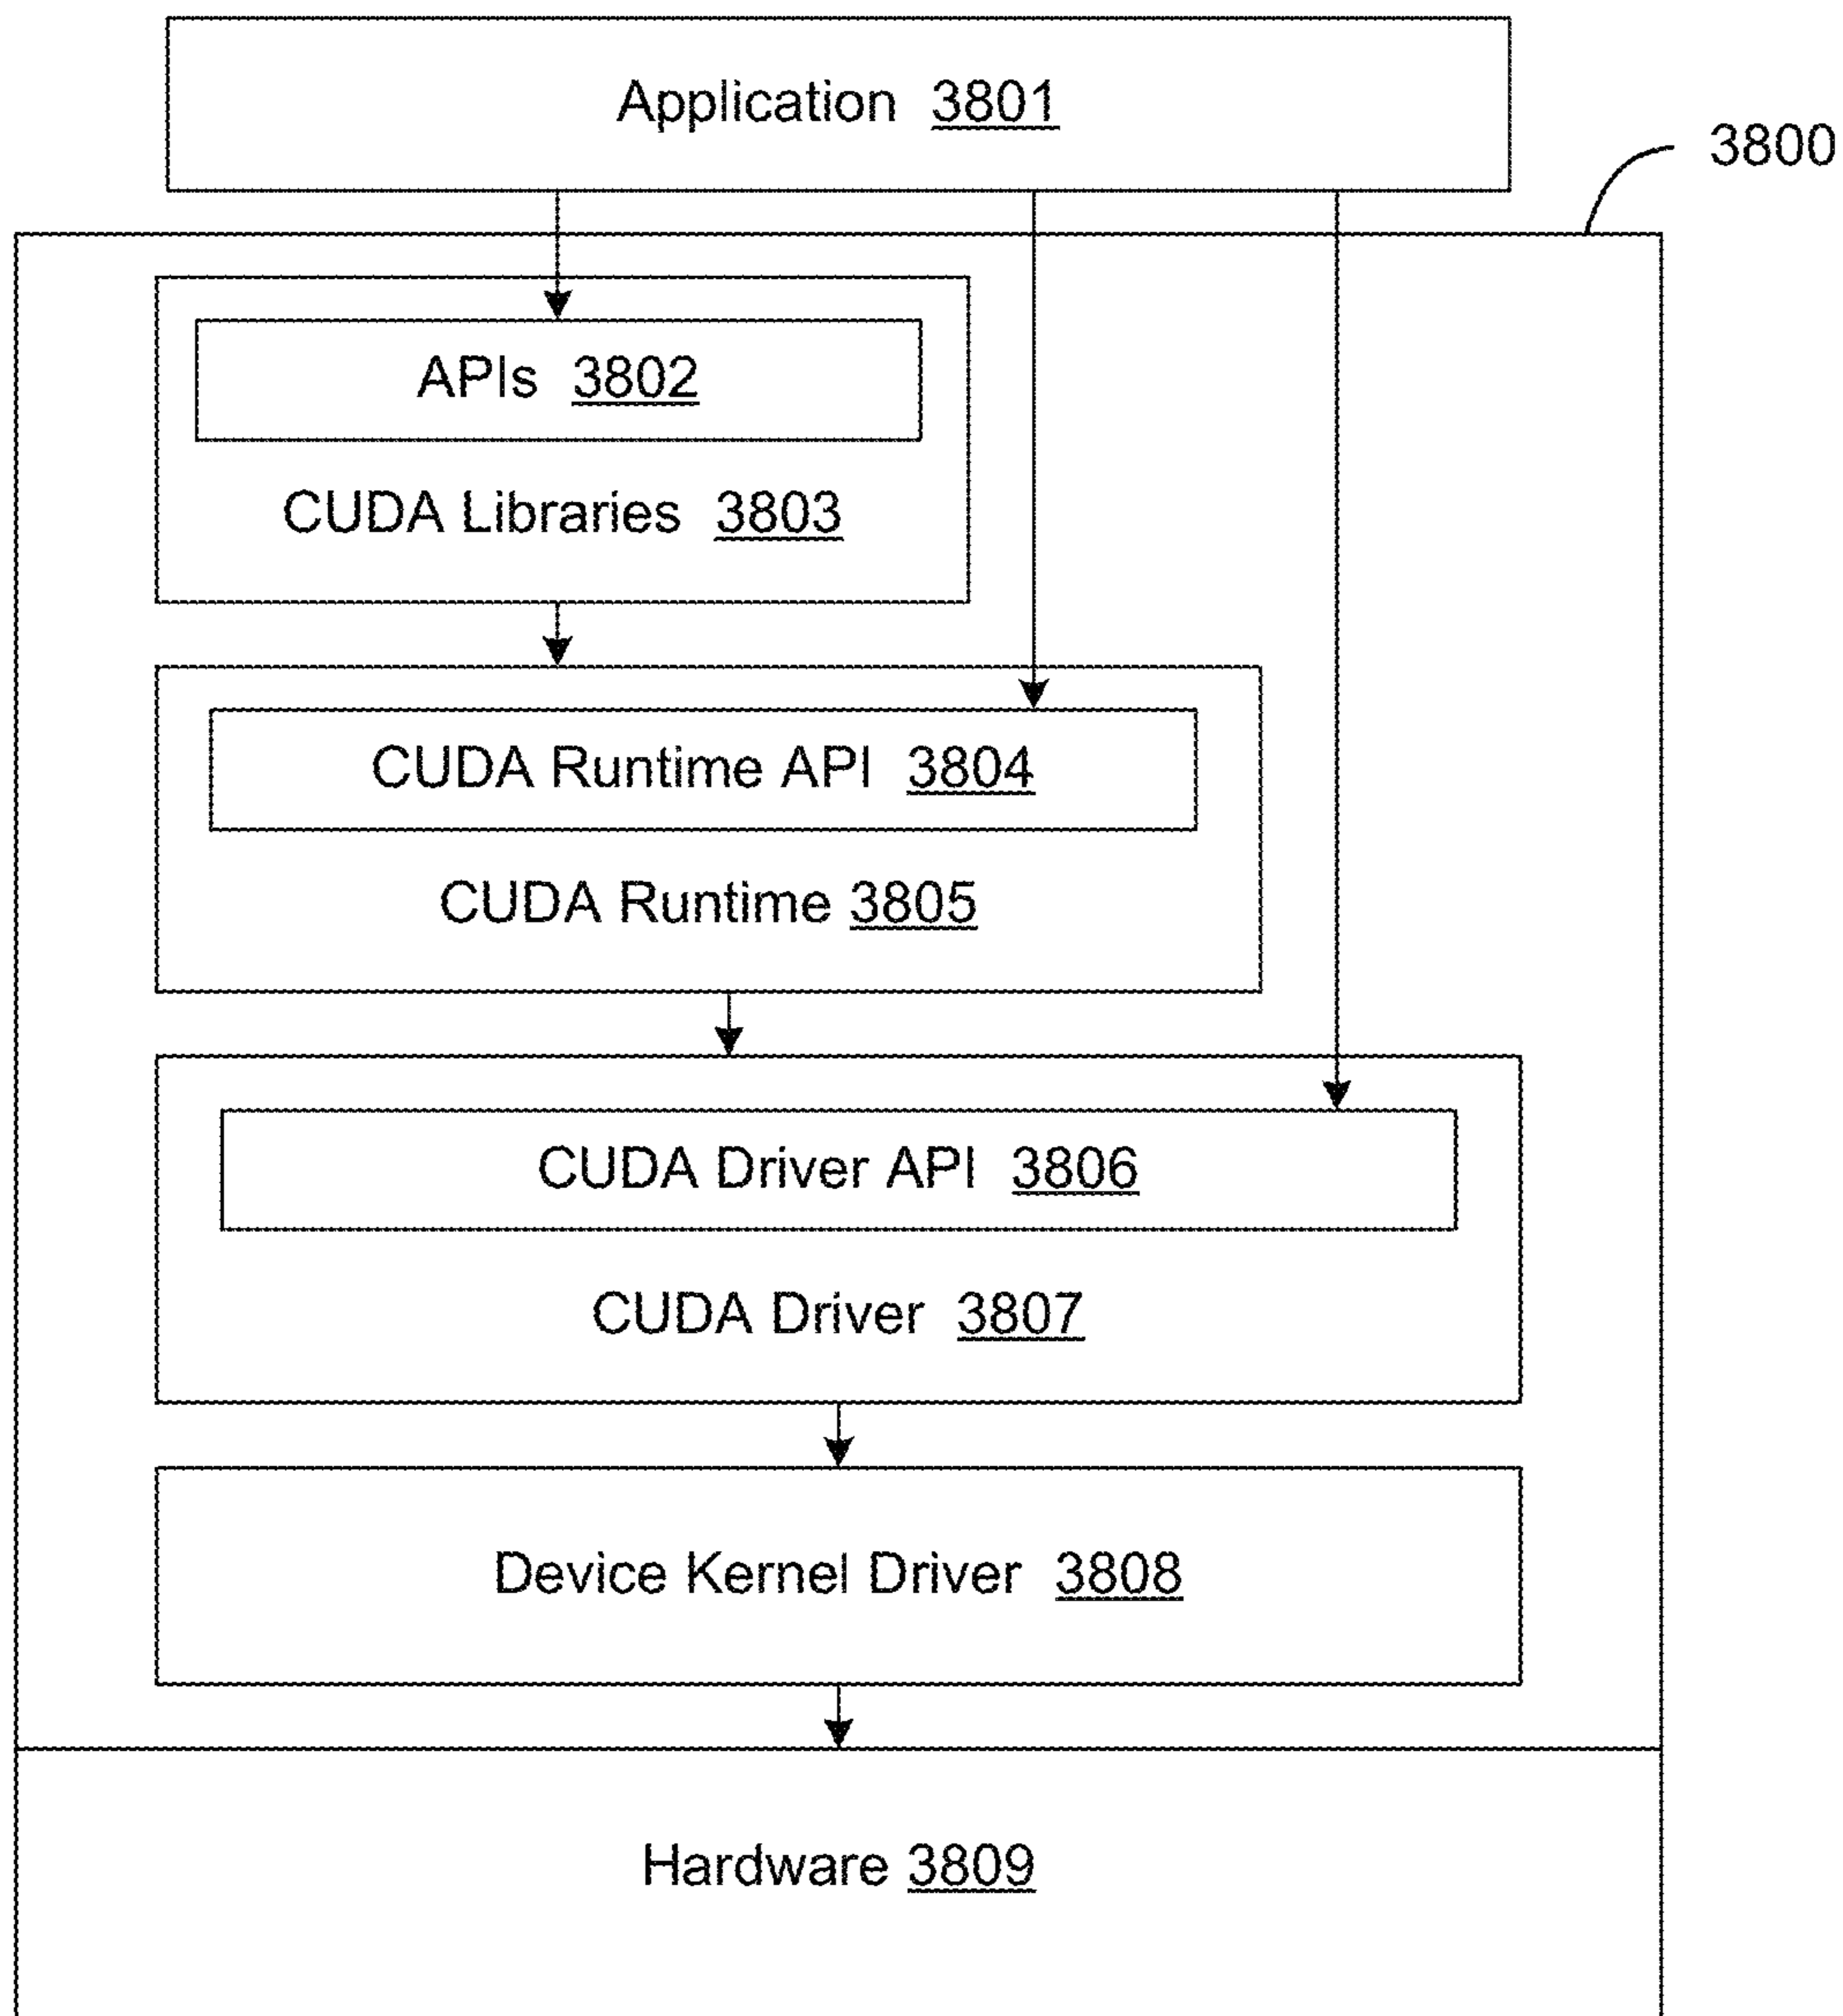 Application 3801
3800
APIs 3802
CUDA Libraries 3803
CUDA Runtime API 3804
CUDA Runtime 3805
CUDA Driver API 3806
CUDA Driver 3807
Device Kernel Driver 3808
Hardware 3809